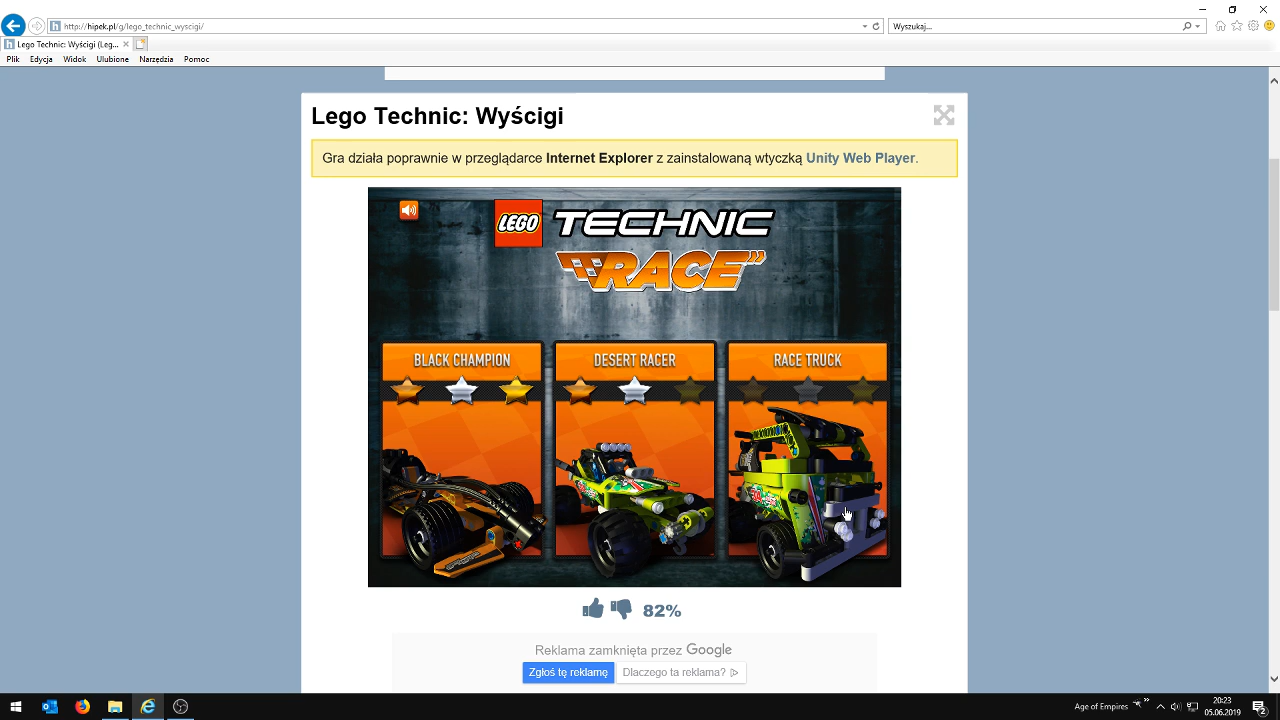 http://hipek.pl/g/lego_technic_wyscigi/
Wyszukaj...
Lego Technic: Wyścigi (Leg...
Plik Edycja Widok Ulubione Narzędzia Pomoc
Lego Technic: Wyścigi
Gra działa poprawnie w przeglądarce Internet Explorer z zainstalowaną wtyczką Unity Web Player.
LEGO TECHNIC
RACE
BLACK CHAMPION
DESERT RACER
RACE TRUCK
82%
Reklama zamknięta przez Google
Zgłoś tę reklamę
Dlaczego ta reklama?
Age of Empires
20:23
05.06.2019
2